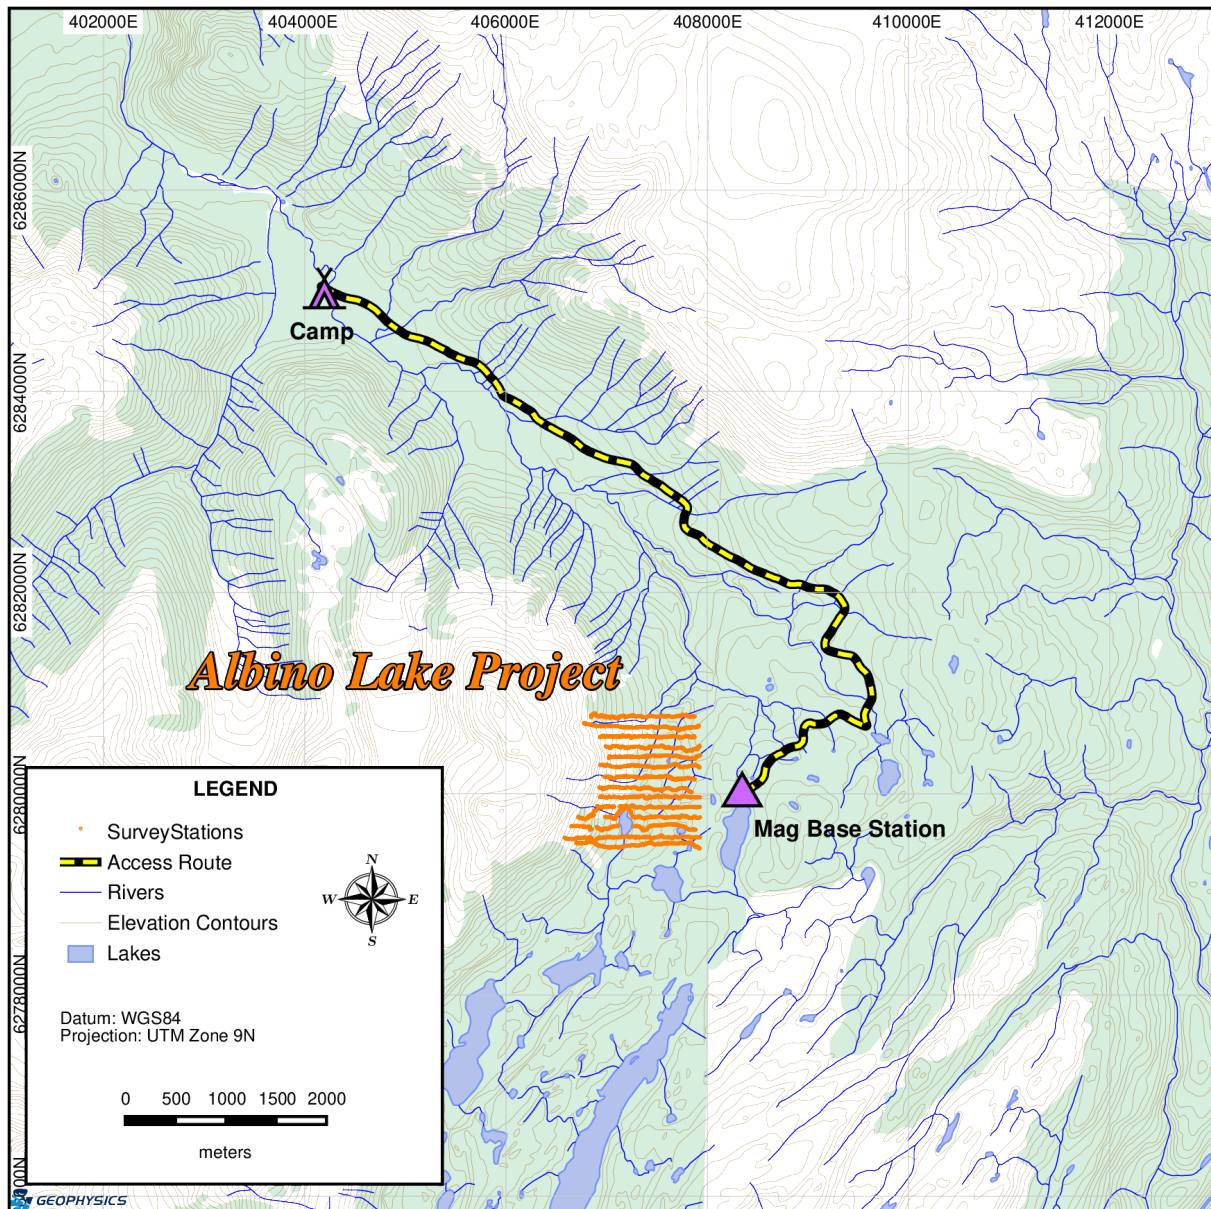 402000E 404000E 406000E 408000E 410000E 412000E
6286000N
6284000N
6282000N
6280000N
6278000N
Camp
Albino Lake Project
Mag Base Station
LEGEND
SurveyStations
Access Route
Rivers
Elevation Contours
Lakes
N
W E
S
Datum: WGS84
Projection: UTM Zone 9N
0 500 1000 1500 2000
meters
GEOPHYSICS